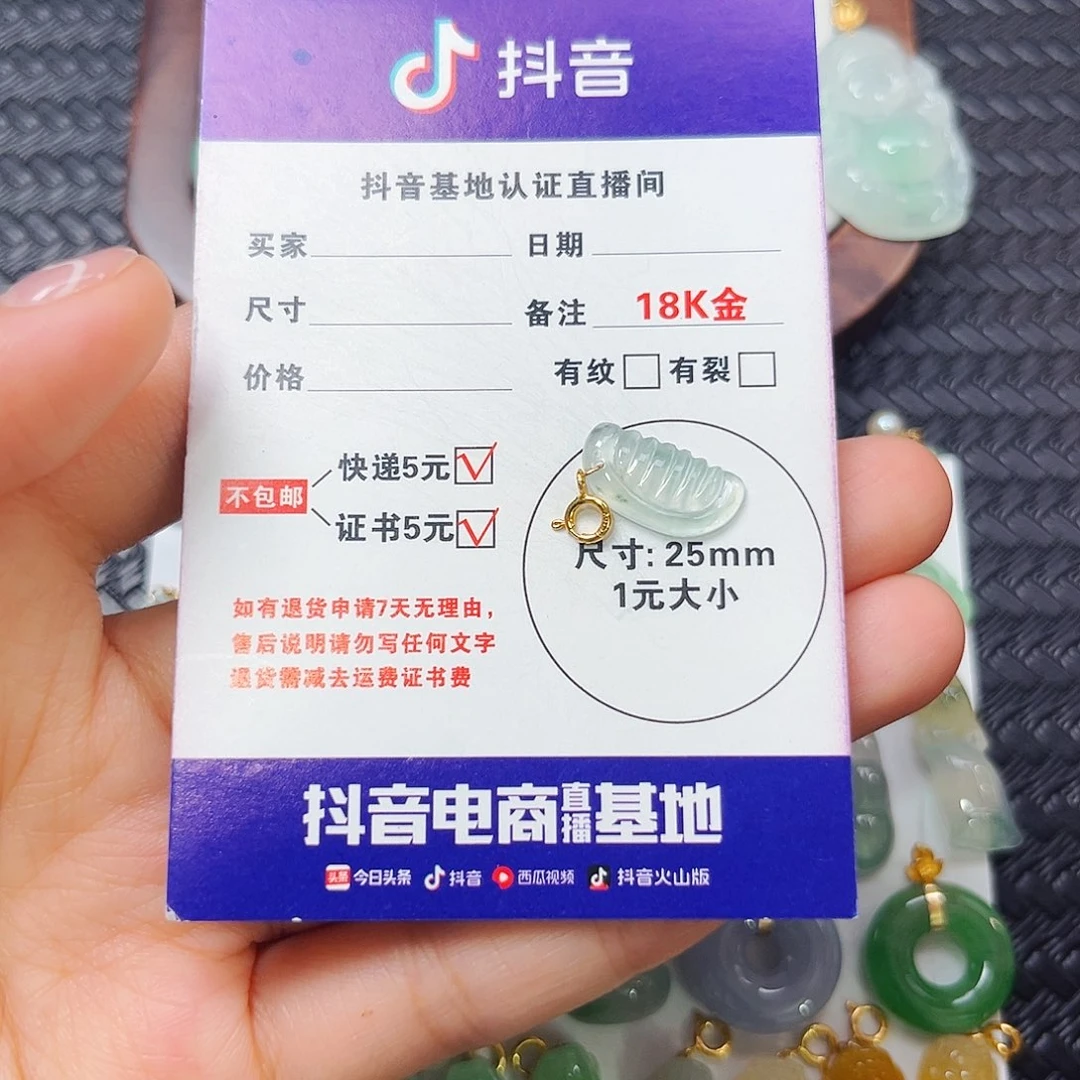 抖音
抖音基地认证直播间
买家 日期
尺寸 备注 18K金
价格 有纹 有裂
快递5元
不包邮
证书5元
尺寸: 25mm
1元大小
如有退货申请7天无理由,
售后说明请勿写任何文字
退货需减去运费证书费
抖音电商直播基地
头条 今日头条 抖音 西瓜视频 抖音火山版